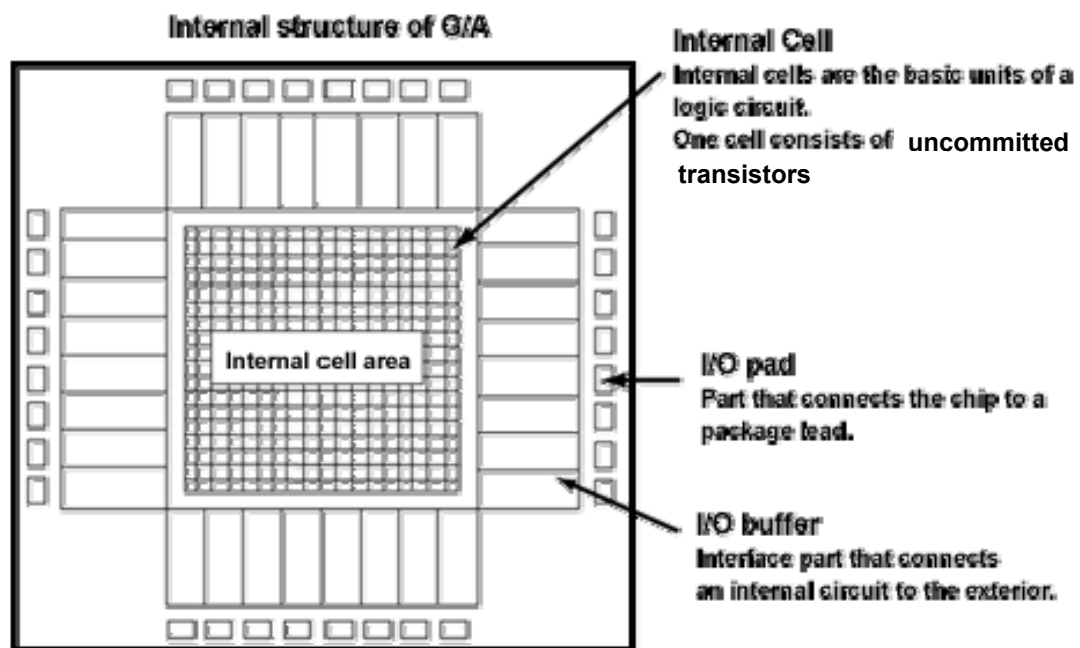 Internal structure of G/A
Internal Cell
Internal cells are the basic units of a
logic circuit.
One cell consists of uncommitted
transistors
Internal cell area
I/O pad
Part that connects the chip to a
package lead.
I/O buffer
Interface part that connects
an internal circuit to the exterior.